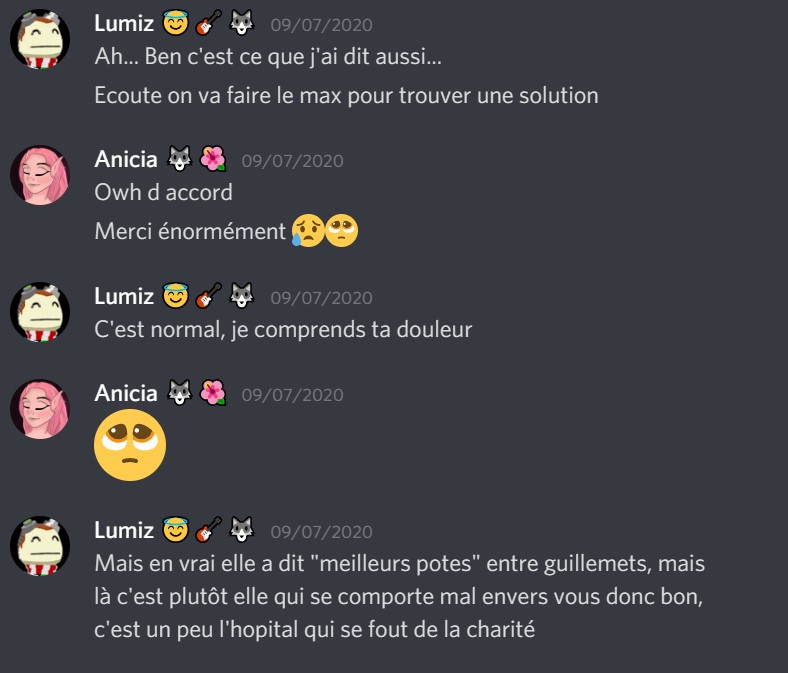 Lumiz 😇 🎸 🐺 09/07/2020
Ah... Ben c'est ce que j'ai dit aussi...
Ecoute on va faire le max pour trouver une solution
Anicia 🐺 🌺 09/07/2020
Owh d accord
Merci énormément 😥🥺
Lumiz 😇 🎸 🐺 09/07/2020
C'est normal, je comprends ta douleur
Anicia 🐺 🌺 09/07/2020
🥺
Lumiz 😇 🎸 🐺 09/07/2020
Mais en vrai elle a dit "meilleurs potes" entre guillemets, mais
là c'est plutôt elle qui se comporte mal envers vous donc bon,
c'est un peu l'hopital qui se fout de la charité